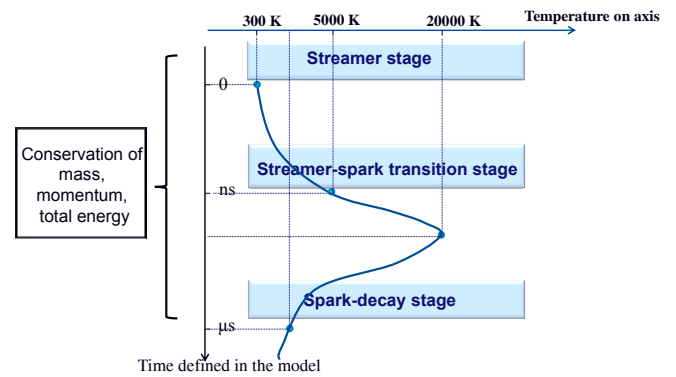 Temperature on axis
300 K
5000 K
20000 K
Streamer stage
0
Conservation of
mass,
momentum,
total energy
Streamer-spark transition stage
ns
Spark-decay stage
μs
Time defined in the model